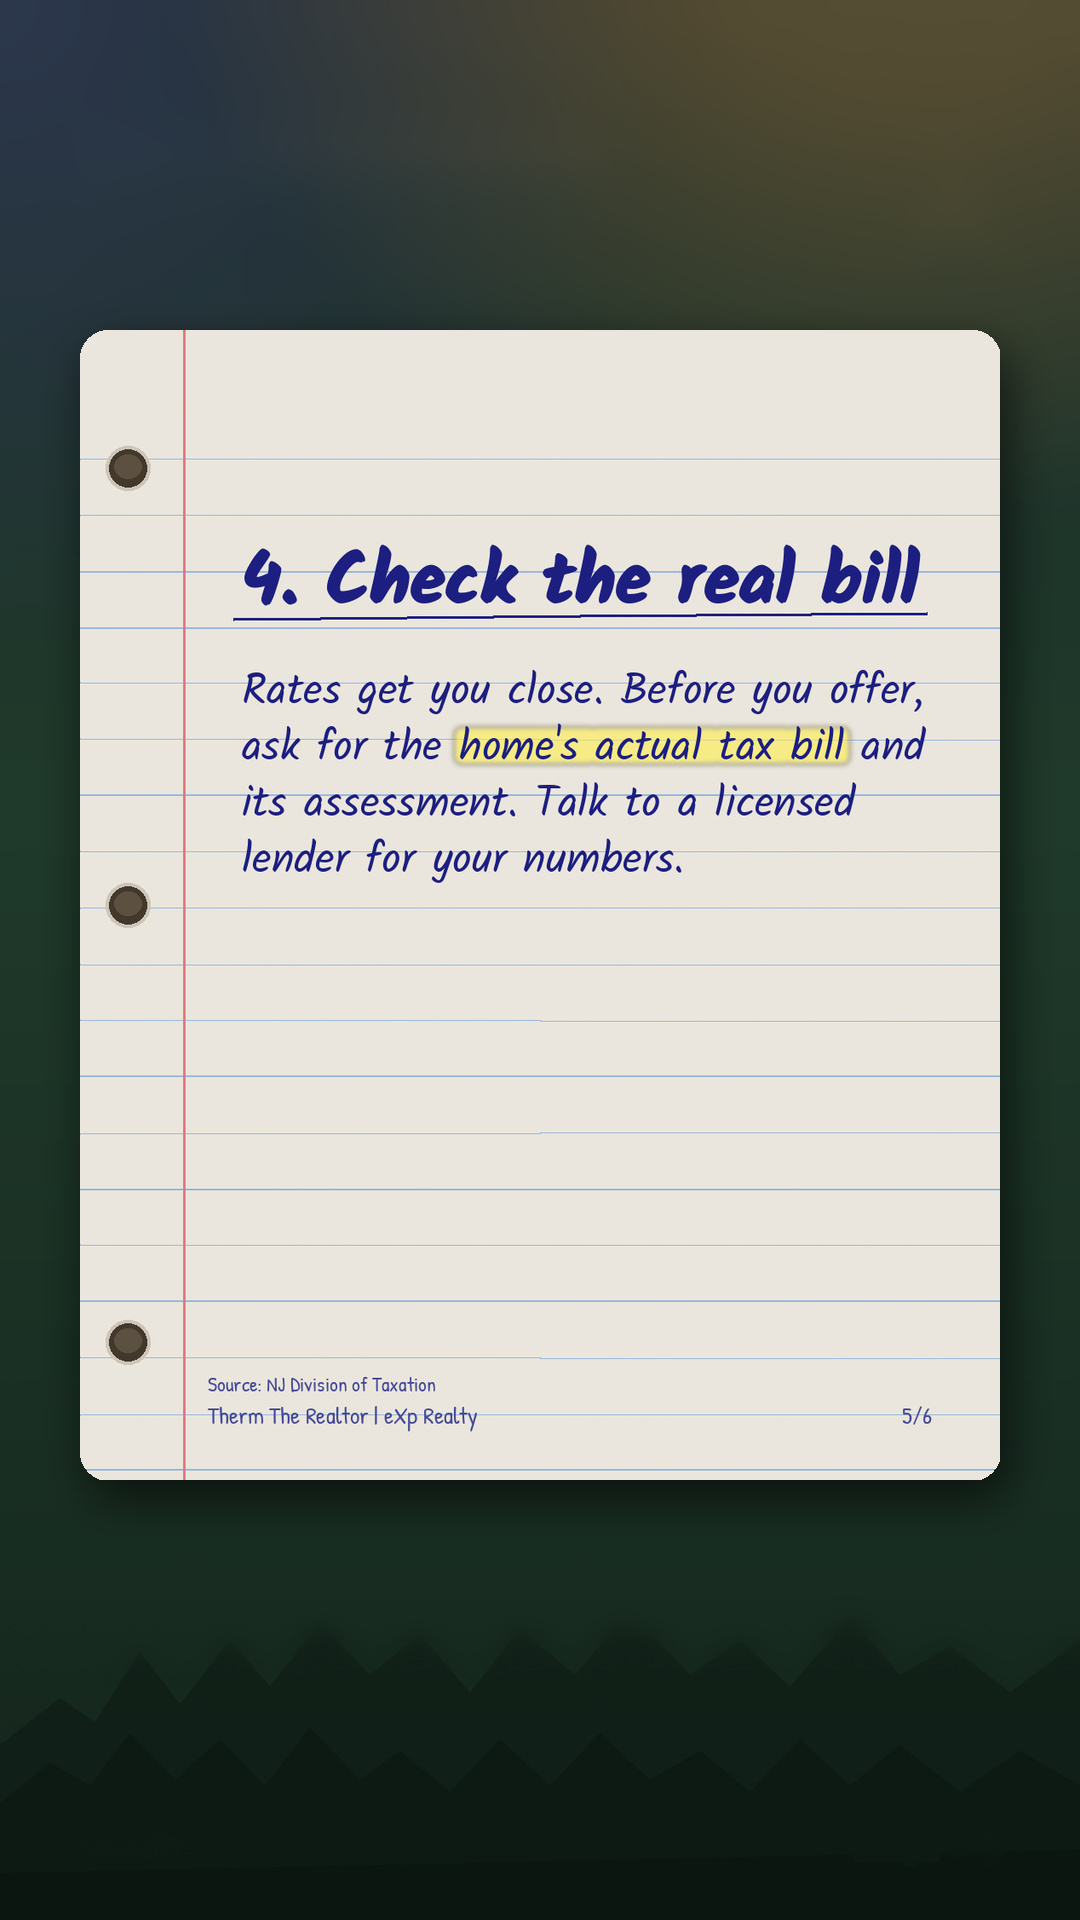 4. Check the real bill
Rates get you close. Before you offer,
ask for the home's actual tax bill and
its assessment. Talk to a licensed
lender for your numbers.
Source: NJ Division of Taxation
Therm The Realtor | eXp Realty
5/6